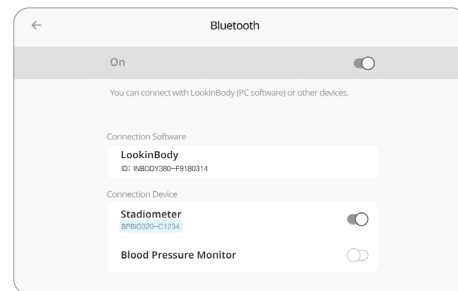 Bluetooth
On
You can connect with LookinBody (PC software) or other devices.
Connection Software
LookinBody
ID: INBODY380-F9180314
Connection Device
Stadiometer
BPBIO320-C1234
Blood Pressure Monitor